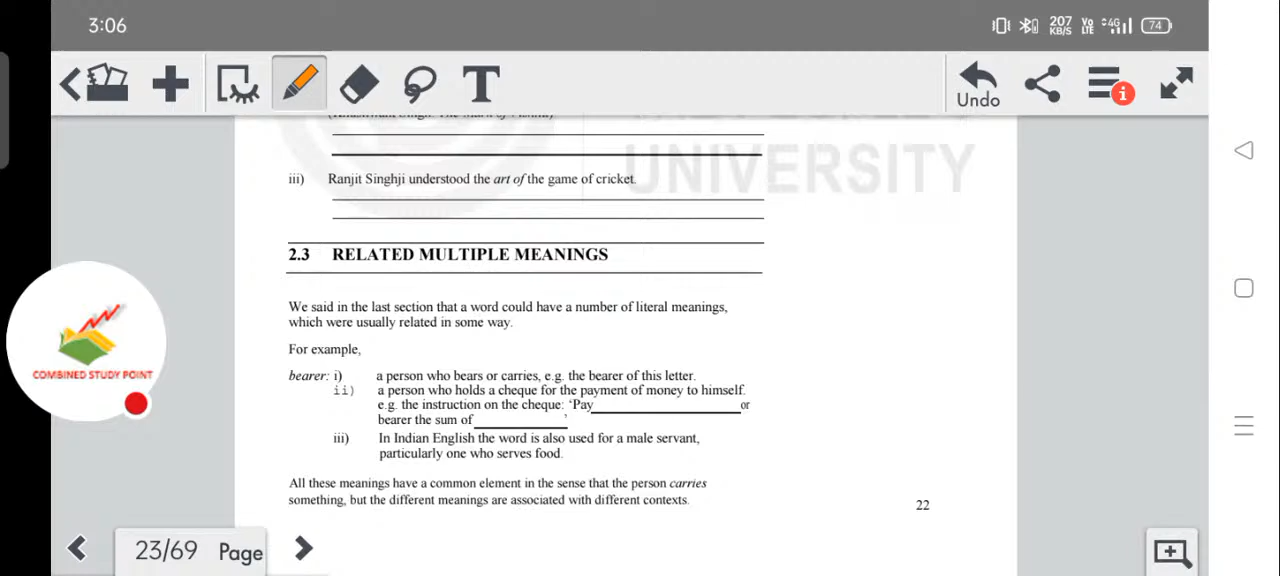 3:06
207 KB/S Vo LTE 4G 74
Undo
i
UNIVERSITY
iii) Ranjit Singhji understood the art of the game of cricket.
2.3 RELATED MULTIPLE MEANINGS
We said in the last section that a word could have a number of literal meanings,
which were usually related in some way.
For example,
bearer: i) a person who bears or carries, e.g. the bearer of this letter.
ii) a person who holds a cheque for the payment of money to himself.
e.g. the instruction on the cheque: ‘Pay__________or
bearer the sum of __________’
iii) In Indian English the word is also used for a male servant,
particularly one who serves food.
All these meanings have a common element in the sense that the person carries
something, but the different meanings are associated with different contexts.
22
COMBINED STUDY POINT
23/69 Page